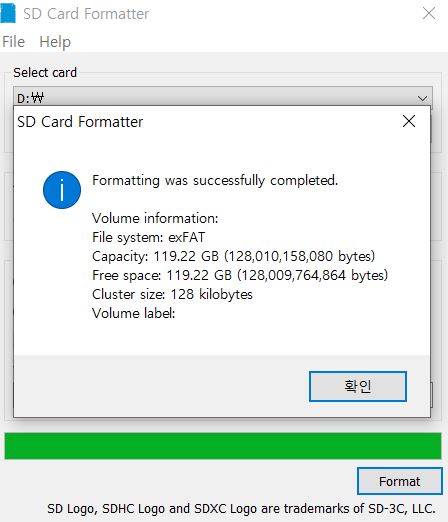 SD Card Formatter
File Help
Select card
D:₩
SD Card Formatter
Formatting was successfully completed.
Volume information:
File system: exFAT
Capacity: 119.22 GB (128,010,158,080 bytes)
Free space: 119.22 GB (128,009,764,864 bytes)
Cluster size: 128 kilobytes
Volume label:
확인
Format
SD Logo, SDHC Logo and SDXC Logo are trademarks of SD-3C, LLC.